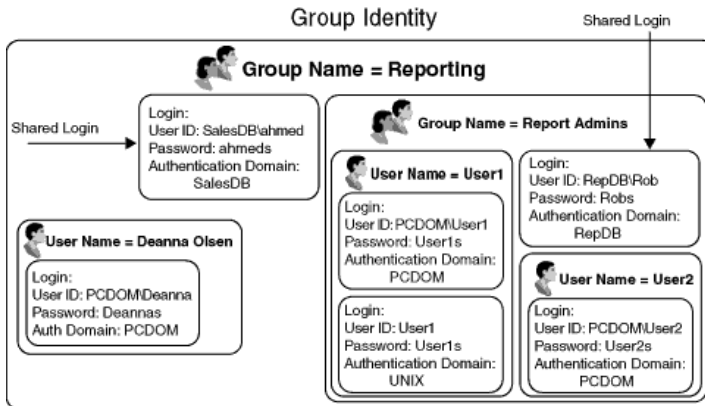 Group Identity
Shared Login
Group Name = Reporting
Shared Login
Login:
User ID: SalesDB\ahmed
Password: ahmeds
Authentication Domain:
SalesDB
Group Name = Report Admins
User Name = User1
Login:
User ID: PCDOM\User1
Password: User1s
Authentication Domain:
PCDOM
Login:
User ID: User1
Password: User1s
Authentication Domain:
UNIX
Login:
User ID: RepDB\Rob
Password: Robs
Authentication Domain:
RepDB
User Name = User2
Login:
User ID: PCDOM\User2
Password: User2s
Authentication Domain:
PCDOM
User Name = Deanna Olsen
Login:
User ID: PCDOM\Deanna
Password: Deannas
Auth Domain: PCDOM